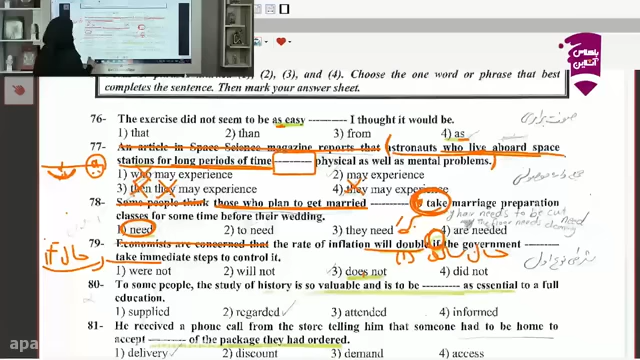 completes the sentence. Then mark your answer sheet.
or phrase marked (1), (2), (3), and (4). Choose the one word or phrase that best
76- The exercise did not seem to be as easy ---------- I thought it would be.
1) that 2) than 3) from 4) as
77- An article in Space Science magazine reports that astronauts who live aboard space
stations for long periods of time ---------- physical as well as mental problems.
1) who may experience 2) may experience
3) then they may experience 4) they may experience
78- Some people think those who plan to get married ---------- take marriage preparation
classes for some time before their wedding.
1) need 2) to need 3) they need 4) are needed
79- Economists are concerned that the rate of inflation will double if the government ----------
take immediate steps to control it.
1) were not 2) will not 3) does not 4) did not
80- To some people, the study of history is so valuable and is to be ---------- as essential to a full
education.
1) supplied 2) regarded 3) attended 4) informed
81- He received a phone call from the store telling him that someone had to be home to
accept ---------- of the package they had ordered.
1) delivery 2) discount 3) demand 4) access